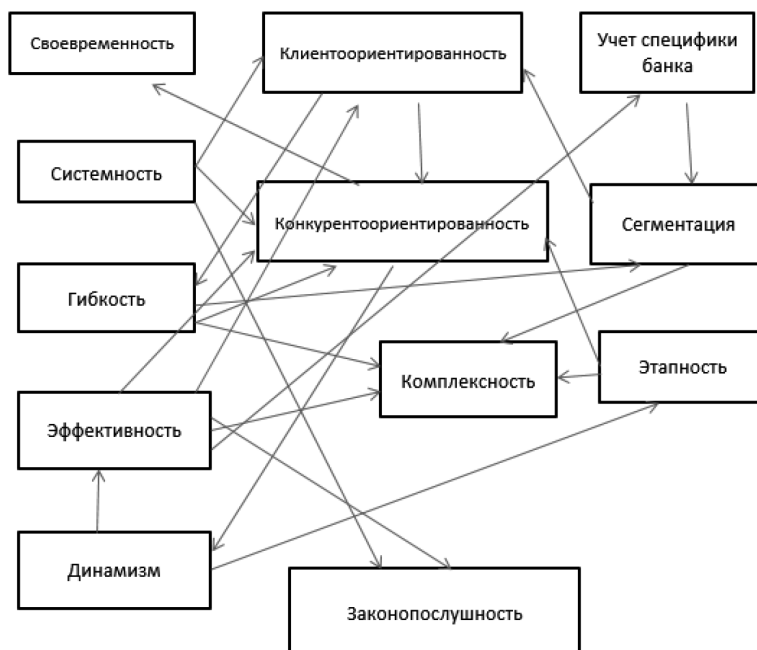 Своевременность
Клиентоориентированность
Учет специфики
банка
Системность
Конкурентоориентированность
Сегментация
Гибкость
Комплексность
Этапность
Эффективность
Динамизм
Законопослушность